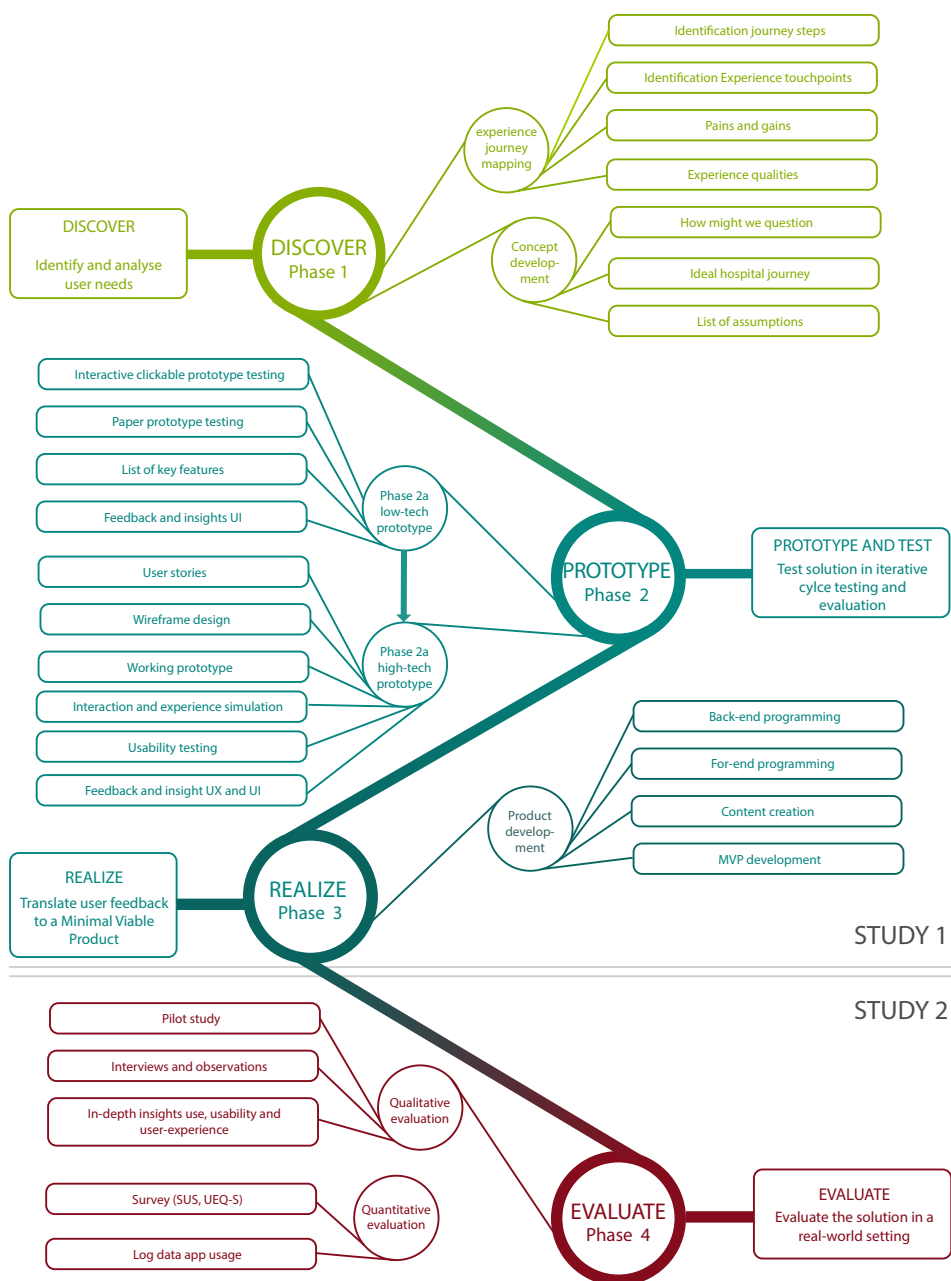 Identification journey steps
Identification Experience touchpoints
Pains and gains
Experience qualities
experience
journey
mapping
DISCOVER
Identify and analyse
user needs
DISCOVER
Phase 1
Concept
develop-
ment
How might we question
Ideal hospital journey
List of assumptions
Interactive clickable prototype testing
Paper prototype testing
List of key features
Feedback and insights UI
Phase 2a
low-tech
prototype
User stories
Wireframe design
Working prototype
Interaction and experience simulation
Usability testing
Feedback and insight UX and UI
Phase 2a
high-tech
prototype
PROTOTYPE
Phase 2
PROTOTYPE AND TEST
Test solution in iterative
cylce testing and
evaluation
Back-end programming
For-end programming
Content creation
MVP development
Product
develop-
ment
REALIZE
Translate user feedback
to a Minimal Viable
Product
REALIZE
Phase 3
STUDY 1
STUDY 2
Pilot study
Interviews and observations
In-depth insights use, usability and
user-experience
Qualitative
evaluation
Survey (SUS, UEQ-S)
Log data app usage
Quantitative
evaluation
EVALUATE
Phase 4
EVALUATE
Evaluate the solution in a
real-world setting